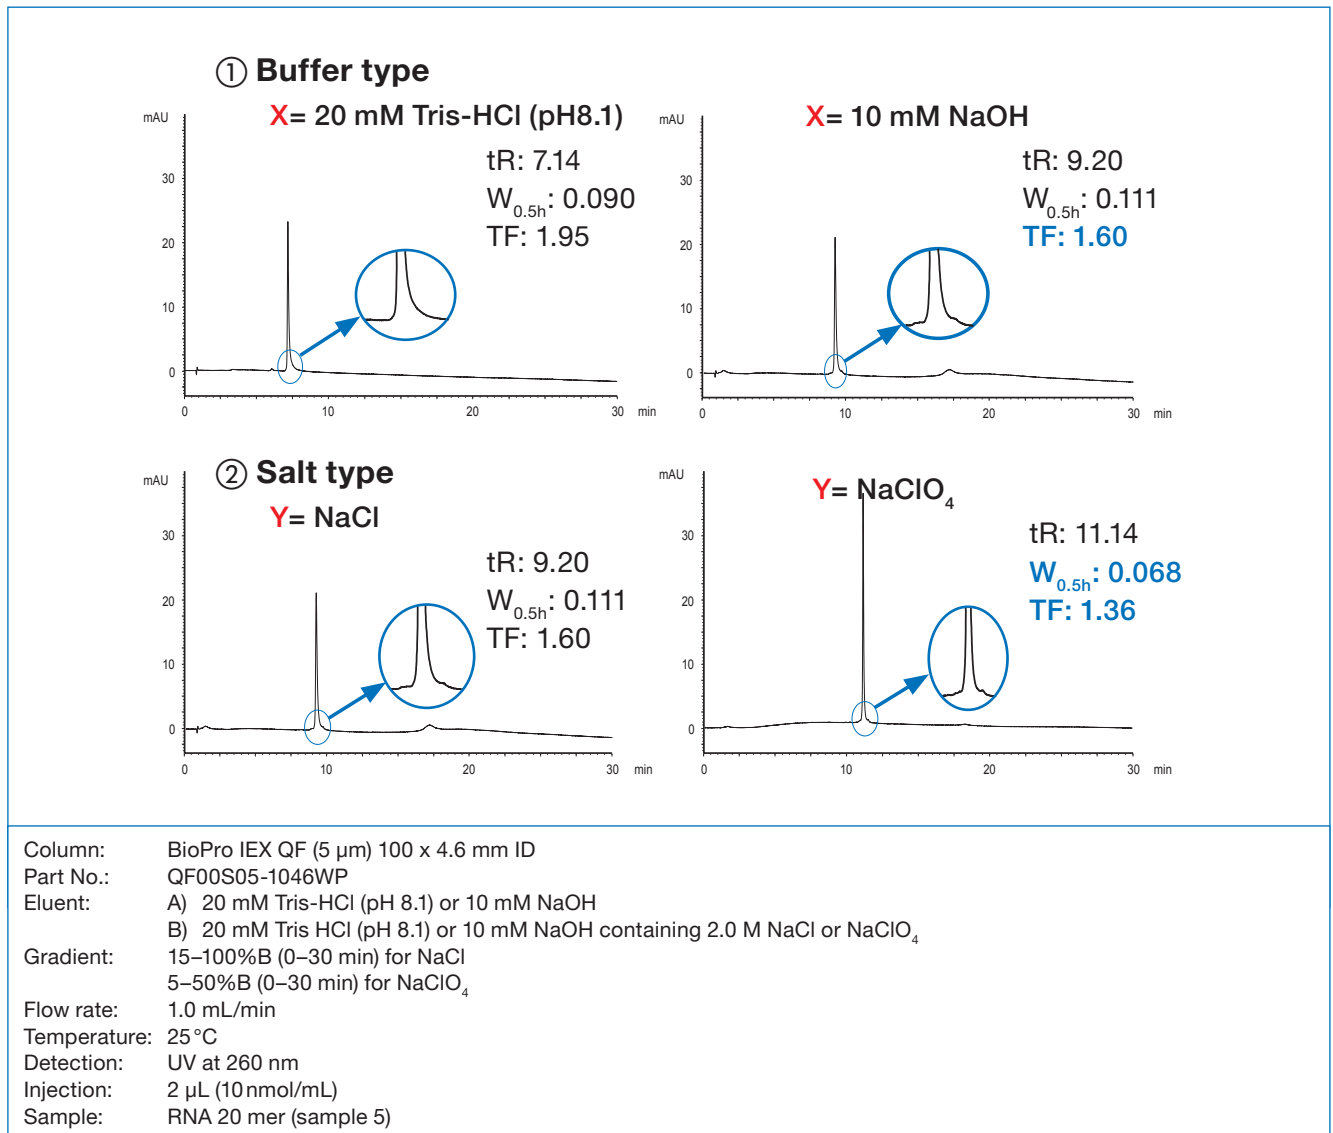 ① Buffer type
X= 20 mM Tris-HCl (pH8.1)
mAU
tR: 7.14
W0.5h: 0.090
TF: 1.95
30
20
10
0
0 10 20 30 min
X= 10 mM NaOH
mAU
tR: 9.20
W0.5h: 0.111
TF: 1.60
30
20
10
0
0 10 20 30 min
② Salt type
Y= NaCl
mAU
tR: 9.20
W0.5h: 0.111
TF: 1.60
30
20
10
0
0 10 20 30 min
Y= NaClO4
mAU
tR: 11.14
W0.5h: 0.068
TF: 1.36
30
20
10
0
0 10 20 30 min
Column: BioPro IEX QF (5 µm) 100 x 4.6 mm ID
Part No.: QF00S05-1046WP
Eluent: A) 20 mM Tris-HCl (pH 8.1) or 10 mM NaOH
B) 20 mM Tris HCl (pH 8.1) or 10 mM NaOH containing 2.0 M NaCl or NaClO4
Gradient: 15–100%B (0–30 min) for NaCl
5–50%B (0–30 min) for NaClO4
Flow rate: 1.0 mL/min
Temperature: 25 °C
Detection: UV at 260 nm
Injection: 2 µL (10 nmol/mL)
Sample: RNA 20 mer (sample 5)